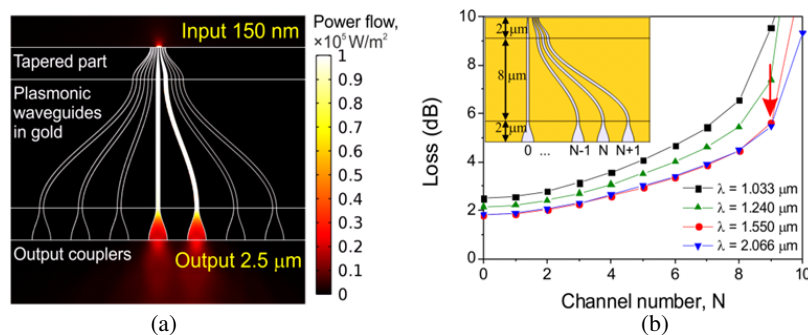 Input 150 nm
Tapered part
Plasmonic
waveguides
in gold
Output couplers
Output 2.5 μm
Power flow,
×10⁵ W/m²
1
0.9
0.8
0.7
0.6
0.5
0.4
0.3
0.2
0.1
0
(a)
Loss (dB)
10
8
6
4
2
0
2 μm
8 μm
2 μm
0 ... N-1 N N+1
λ = 1.033 μm
λ = 1.240 μm
λ = 1.550 μm
λ = 2.066 μm
0 2 4 6 8 10
Channel number, N
(b)